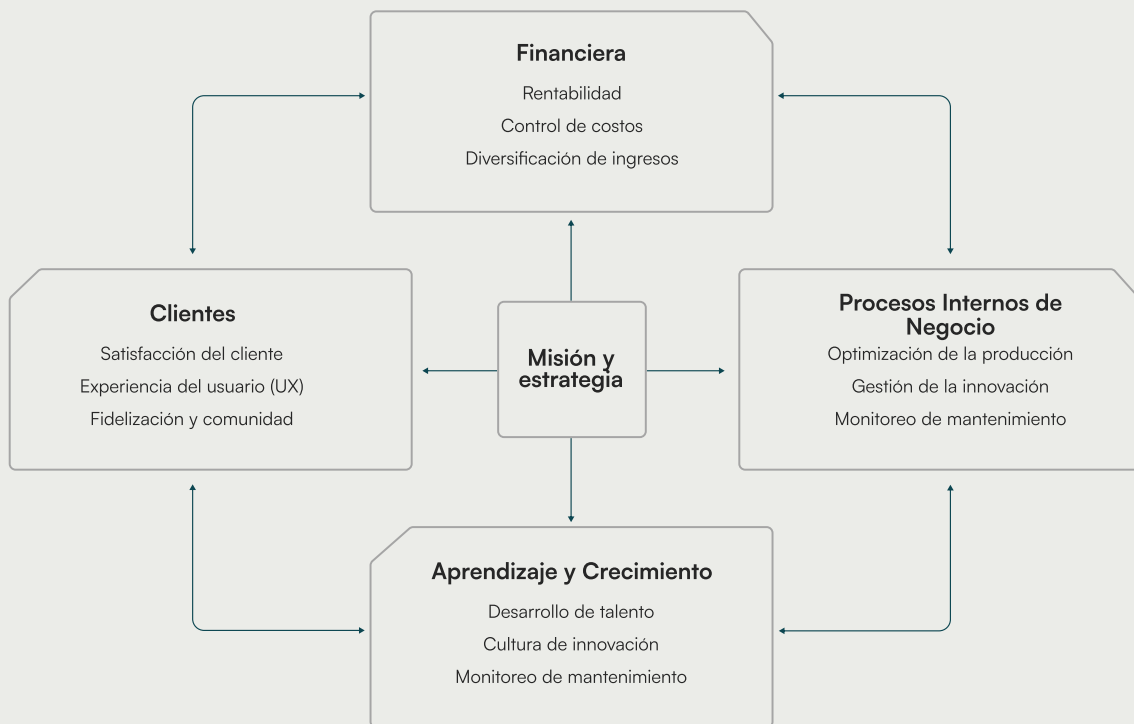 Financiera
Rentabilidad
Control de costos
Diversificación de ingresos
Clientes
Satisfacción del cliente
Experiencia del usuario (UX)
Fidelización y comunidad
Misión y
estrategia
Procesos Internos de
Negocio
Optimización de la producción
Gestión de la innovación
Monitoreo de mantenimiento
Aprendizaje y Crecimiento
Desarrollo de talento
Cultura de innovación
Monitoreo de mantenimiento